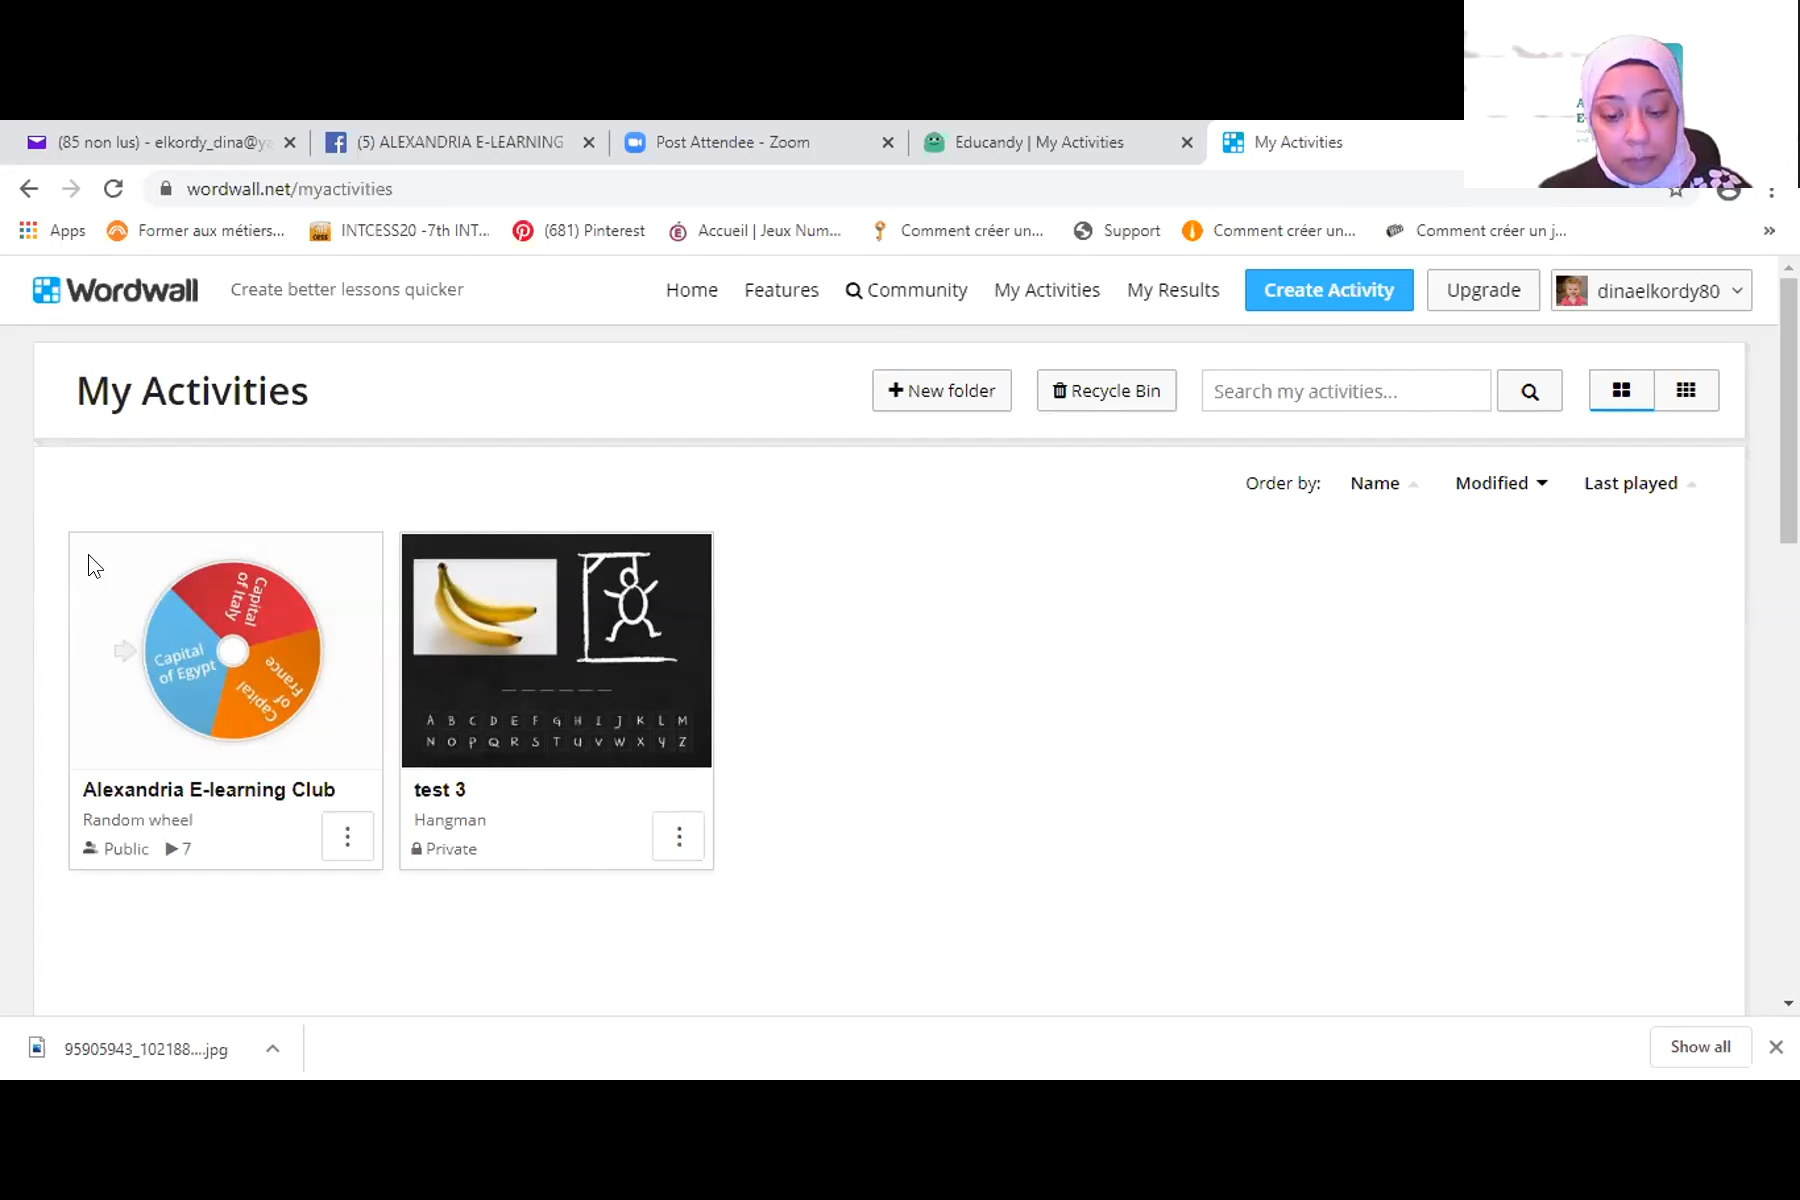 (85 non lus) - elkordy_dina@y
(5) ALEXANDRIA E-LEARNING
Post Attendee - Zoom
Educandy | My Activities
My Activities
wordwall.net/myactivities
Apps
Former aux métiers...
INTCESS20 -7th INT...
(681) Pinterest
Accueil | Jeux Num...
Comment créer un...
Support
Comment créer un...
Comment créer un j...
»
Wordwall
Create better lessons quicker
Home
Features
Community
My Activities
My Results
Create Activity
Upgrade
dinaelkordy80
My Activities
New folder
Recycle Bin
Search my activities...
Order by:
Name
Modified
Last played
Capital
of Italy
Capital
of Egypt
Capital
of
France
A B C D E F G H I J K L M
N O P Q R S T U V W X Y Z
Alexandria E-learning Club
Random wheel
Public
7
test 3
Hangman
Private
95905943_102188....jpg
Show all